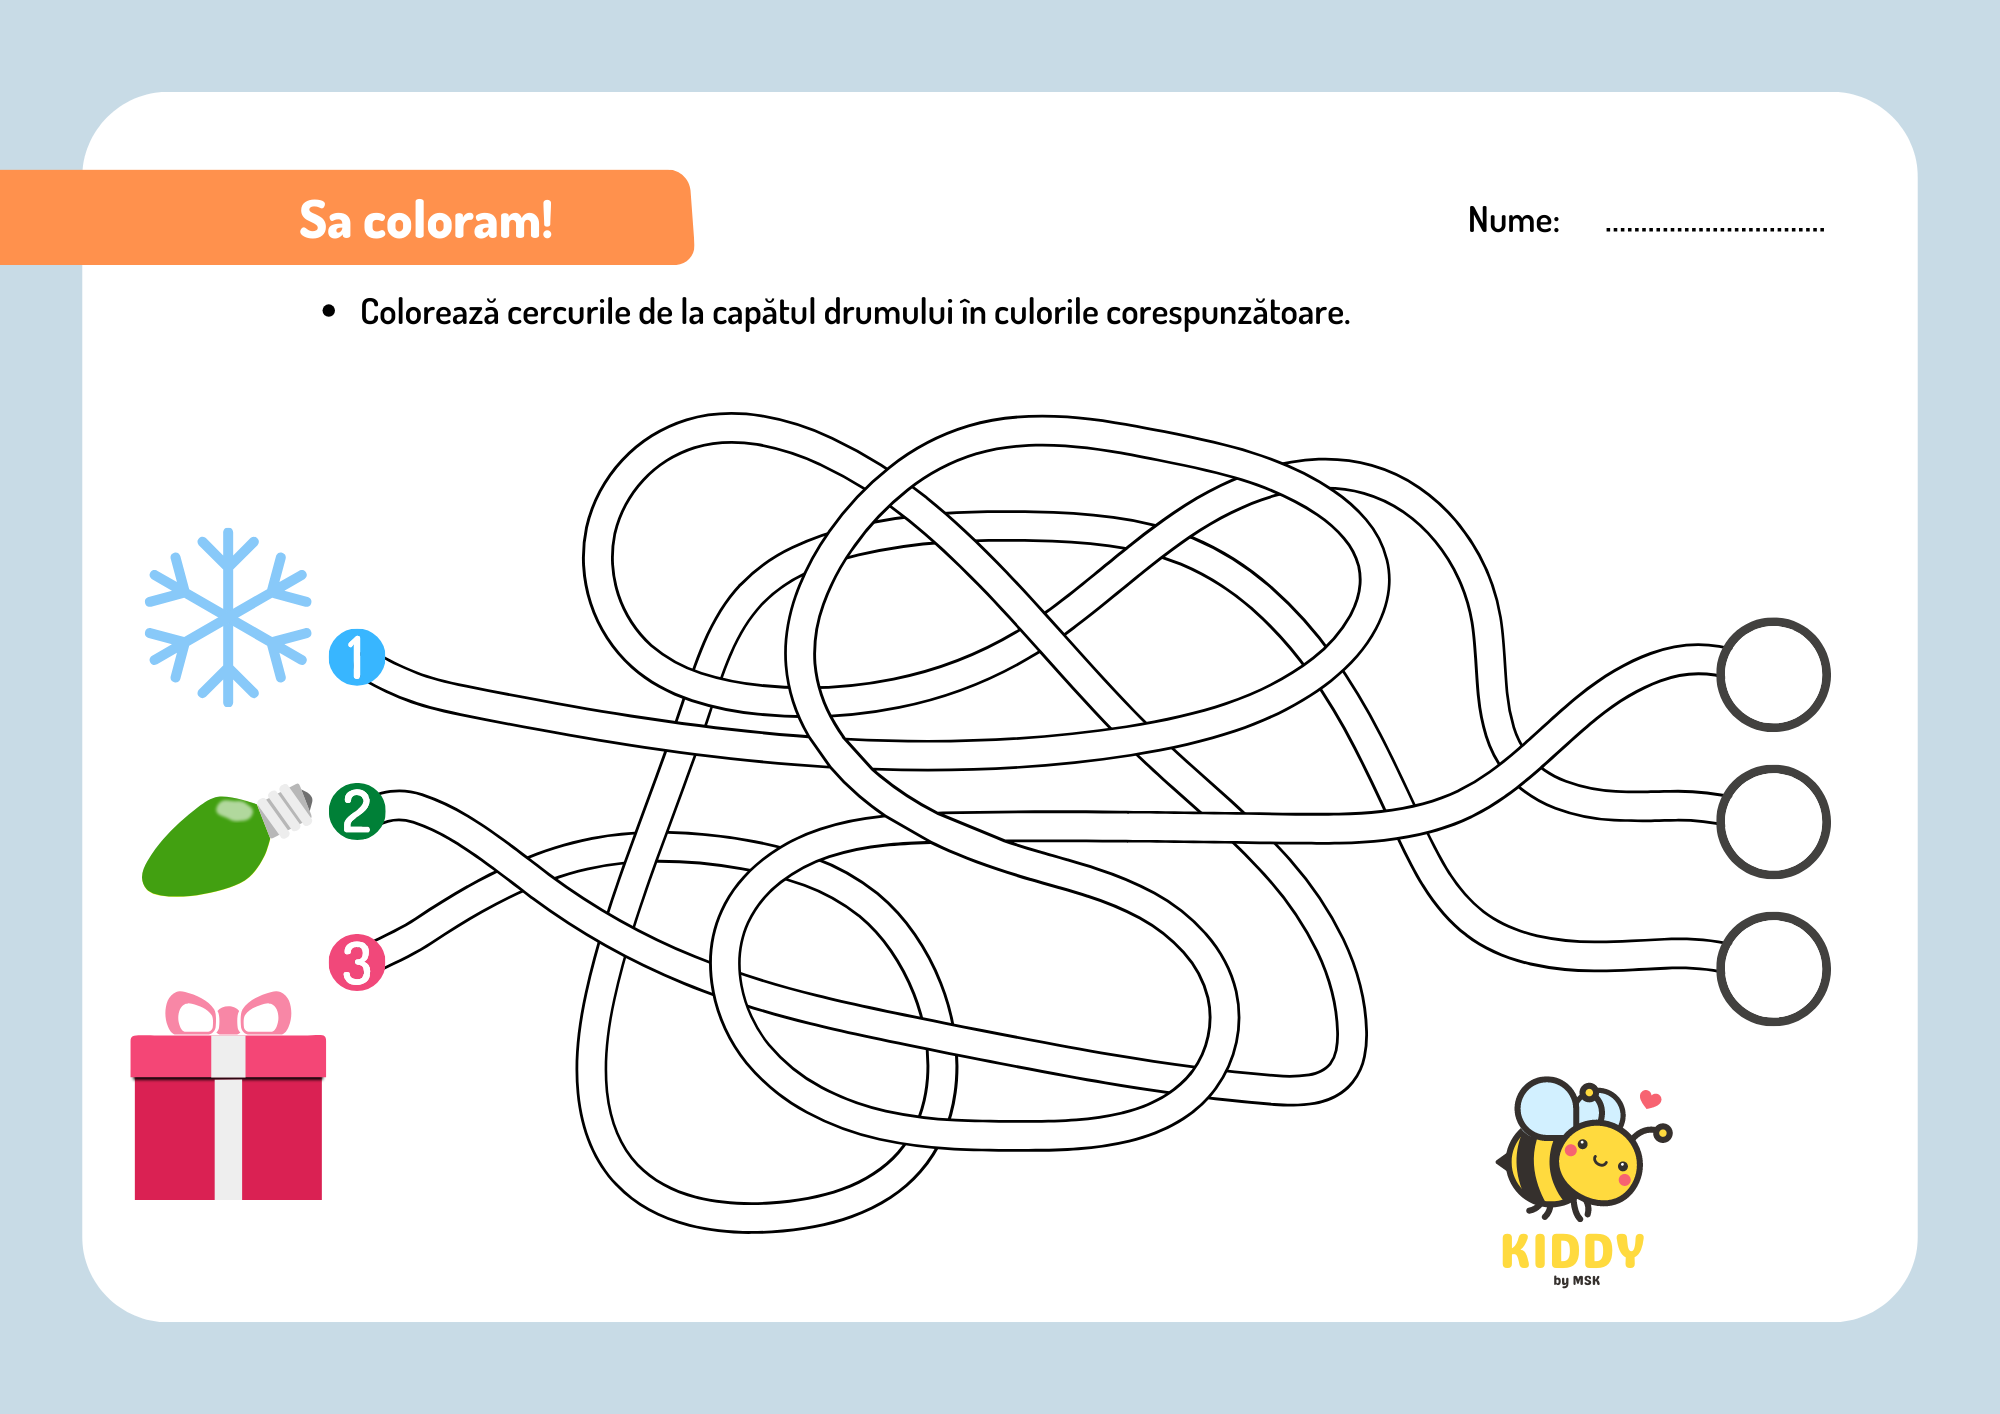 Sa coloram!
Nume: ...............................
• Colorează cercurile de la capătul drumului în culorile corespunzătoare.
1
2
3
KIDDY
by MSK